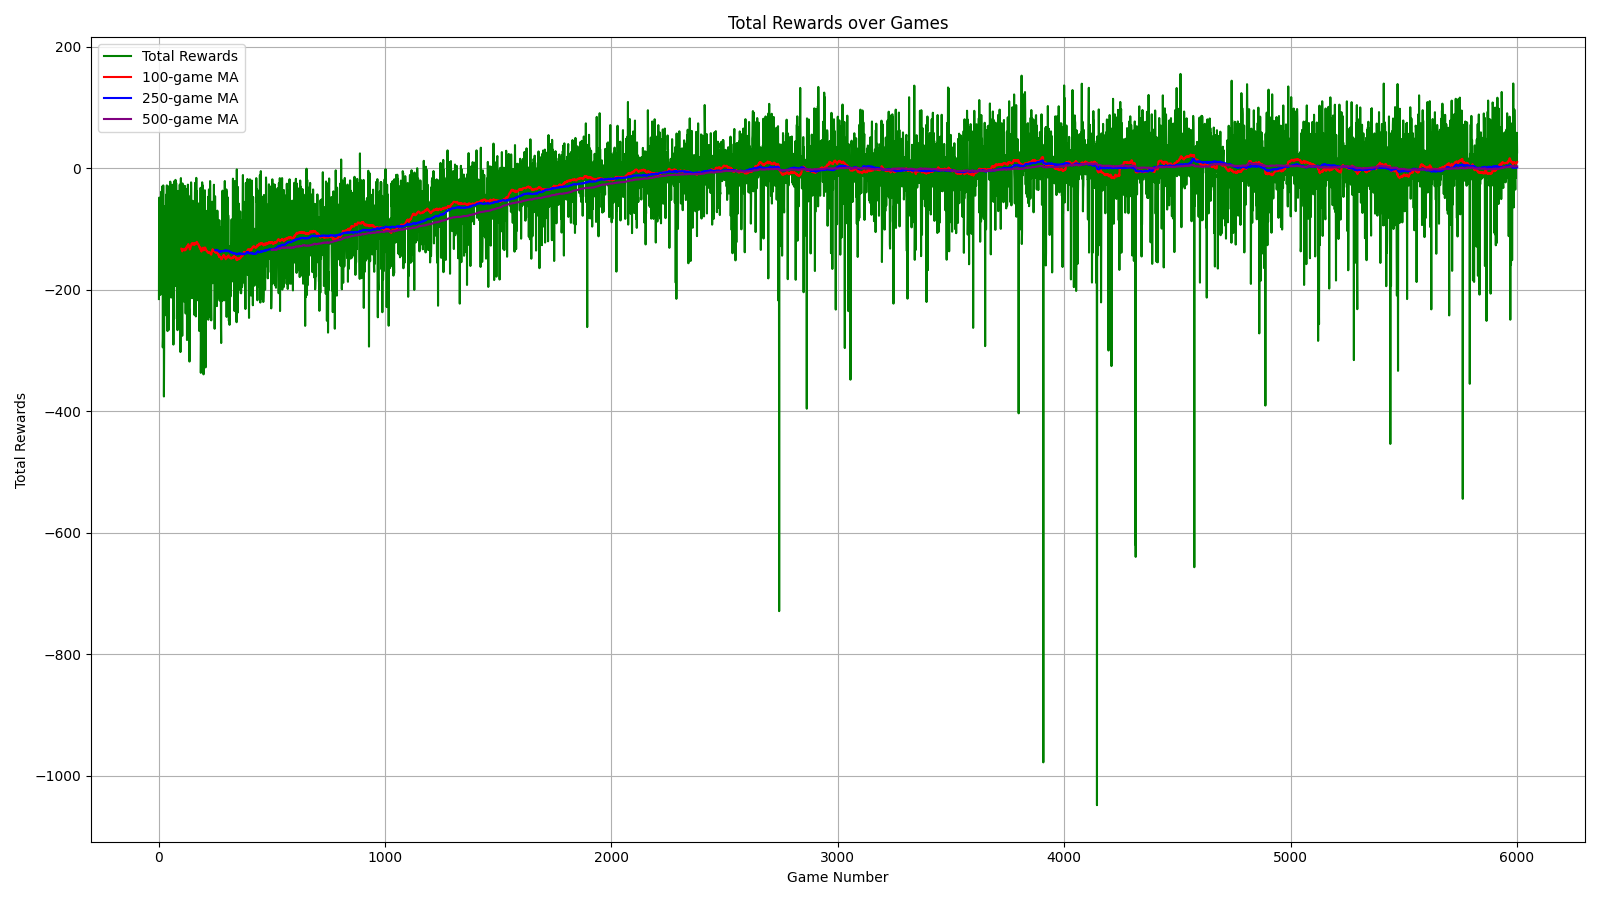 Total Rewards over Games
Total Rewards
100-game MA
250-game MA
500-game MA
200
0
−200
−400
−600
−800
−1000
Total Rewards
0
1000
2000
3000
4000
5000
6000
Game Number